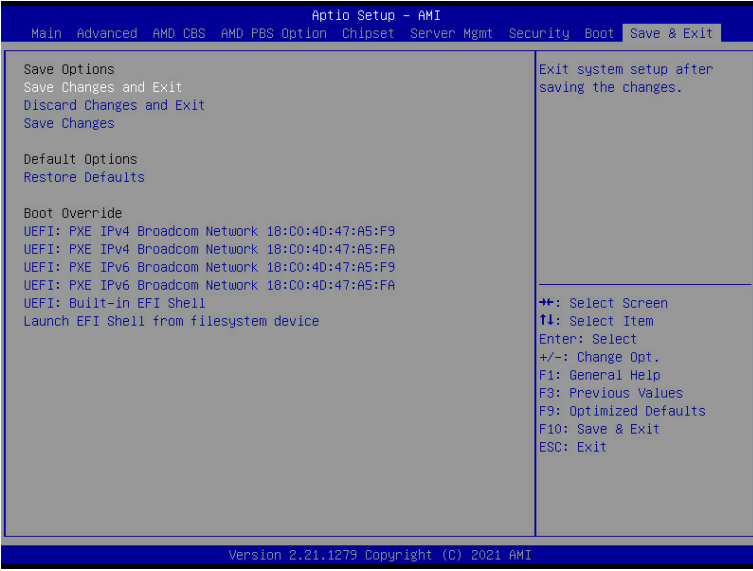 Aptio Setup – AMI
Main Advanced AMD CBS AMD PBS Option Chipset Server Mgmt Security Boot Save & Exit
Save Options
Save Changes and Exit
Discard Changes and Exit
Save Changes
Default Options
Restore Defaults
Boot Override
UEFI: PXE IPv4 Broadcom Network 18:C0:4D:47:A5:F9
UEFI: PXE IPv4 Broadcom Network 18:C0:4D:47:A5:FA
UEFI: PXE IPv6 Broadcom Network 18:C0:4D:47:A5:F9
UEFI: PXE IPv6 Broadcom Network 18:C0:4D:47:A5:FA
UEFI: Built-in EFI Shell
Launch EFI Shell from filesystem device
Exit system setup after
saving the changes.
→←: Select Screen
↑↓: Select Item
Enter: Select
+/-: Change Opt.
F1: General Help
F3: Previous Values
F9: Optimized Defaults
F10: Save & Exit
ESC: Exit
Version 2.21.1279 Copyright (C) 2021 AMI